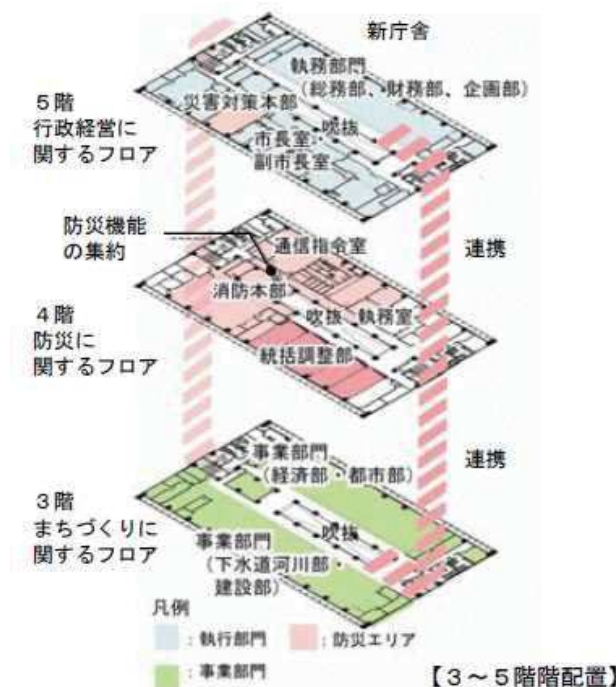 新庁舎
5階
行政経営に
関するフロア
執務部門
(総務部、財務部、企画部)
災害対策本部
吹抜
市長室・
副市長室
防災機能
の集約
通信指令室
連携
消防本部
4階
防災に
関するフロア
吹抜
執務室
統括調整部
事業部門
(経済部・都市部)
連携
3階
まちづくりに
関するフロア
吹抜
事業部門
(下水道河川部・
建設部)
凡例
:執行部門
:防災エリア
:事業部門
【3~5階階配置】